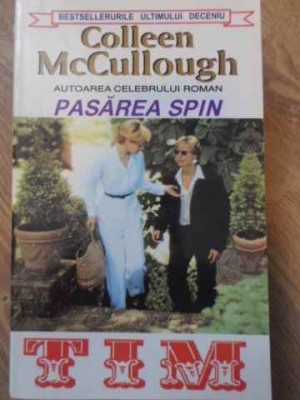 BESTSELLERURILE ULTIMULUI DECENIU
Colleen
McCullough
AUTOAREA CELEBRULUI ROMAN
PASĂREA SPIN
TIM